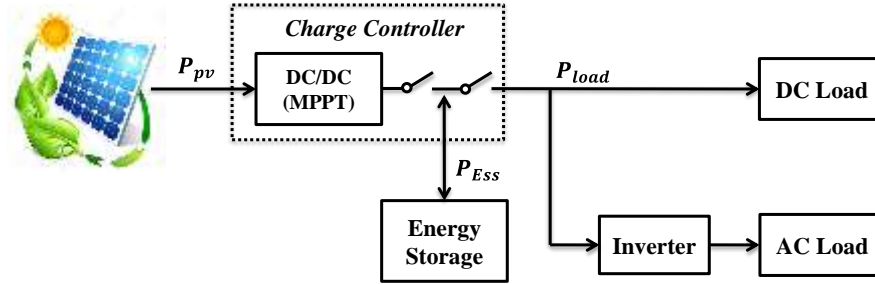 Charge Controller
P_pv
DC/DC
(MPPT)
P_load
DC Load
P_Ess
Energy
Storage
Inverter
AC Load